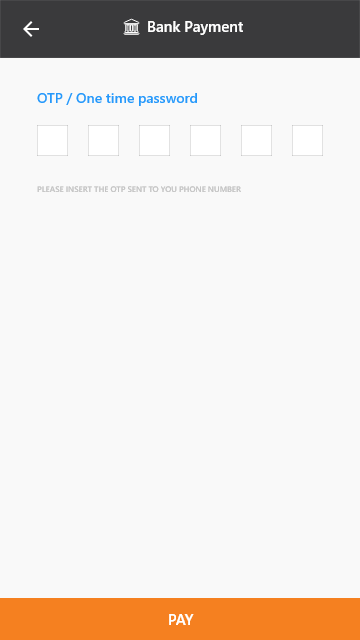 Bank Payment
OTP / One time password
PLEASE INSERT THE OTP SENT TO YOU PHONE NUMBER
PAY